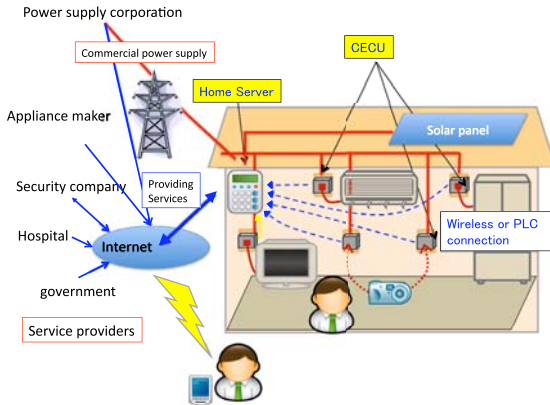 Power supply corporation
Commercial power supply
CECU
Home Server
Appliance maker
Solar panel
Security company
Providing
Services
Wireless or PLC
connection
Hospital
Internet
government
Service providers